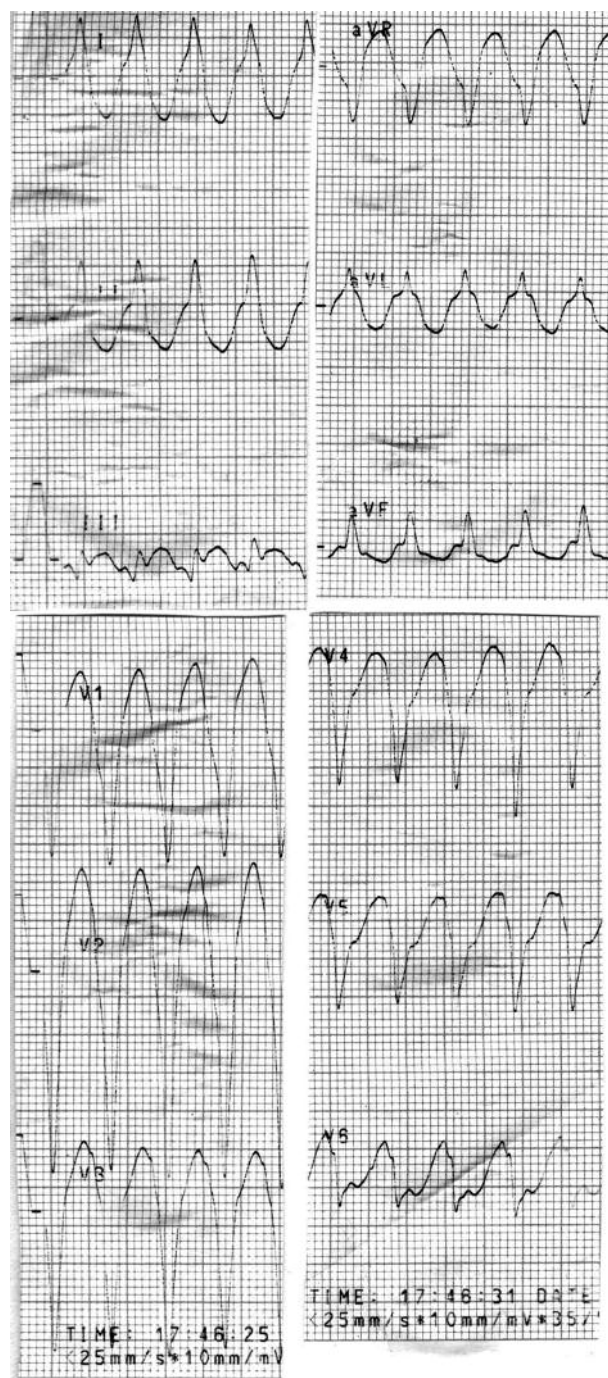 I
aVR
II
aVL
III
aVF
V1
V4
V2
V5
V3
V6
TIME: 17:46:25
<25mm/s*10mm/mV
TIME: 17:46:31 DATE
<25mm/s*10mm/mV*35/